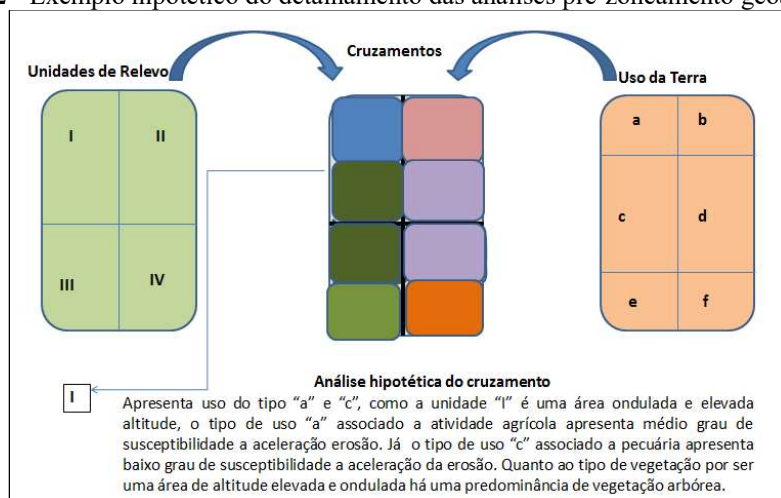 2 - Exemplo hipotético do detalhamento das análises pré-zoneamento
Cruzamentos
Unidades de Relevo
Uso da Terra
I II
a b
c d
III IV
e f
I
Análise hipotética do cruzamento
Apresenta uso do tipo “a” e “c”, como a unidade “I” é uma área ondulada e elevada
altitude, o tipo de uso “a” associado a atividade agrícola apresenta médio grau de
susceptibilidade a aceleração erosão. Já o tipo de uso “c” associado a pecuária apresenta
baixo grau de susceptibilidade a aceleração da erosão. Quanto ao tipo de vegetação por ser
uma área de altitude elevada e ondulada há uma predominância de vegetação arbórea.